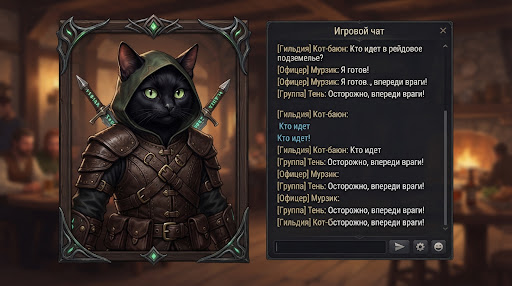 Игровой чат
[Гильдия] Кот-баюн: Кто идет в рейдовое
подземелье?
[Офицер] Мурзик: Я готов!
[Офицер] Мурзик: Я готов ., впереди враги!
[Группа] Тень: Осторожно, впереди враги!
[Гильдия] Кот-баюн:
Кто идет
Кто идет!
[Гильдия] Кот-баюн: Кто идет
[Группа] Тень: Осторожно, впереди враги!
[Офицер] Мурзик:
[Группа] Тень: Осторожно, впереди враги!
[Офицер] Мурзик:
[Группа] Тень: Осторожно, впереди враги!
[Гильдия] Кот-бсторожно, впереди враги!